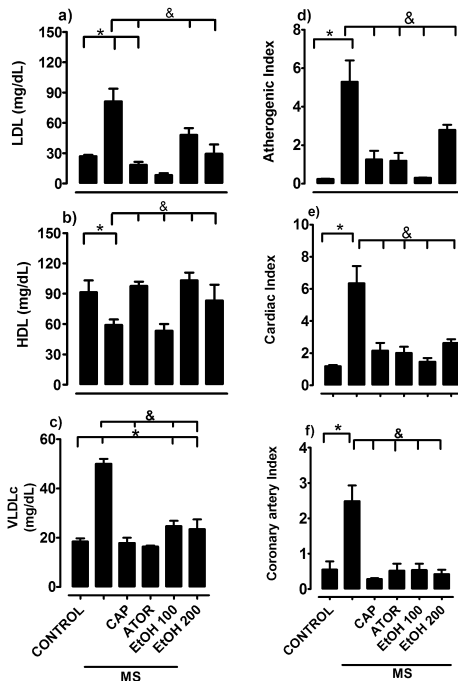 a)
&
*
LDL (mg/dL)
120
90
60
30
0
b)
&
*
HDL (mg/dL)
150
120
90
60
30
0
c)
&
*
VLDLc
(mg/dL)
60
40
20
0
CONTROL
CAP
ATOR
EtOH 100
EtOH 200
MS
d)
&
*
Atherogenic Index
8
6
4
2
0
e)
&
*
Cardiac Index
10
8
6
4
2
0
f)
&
*
Coronary artery Index
4
3
2
1
0
CONTROL
CAP
ATOR
EtOH 100
EtOH 200
MS